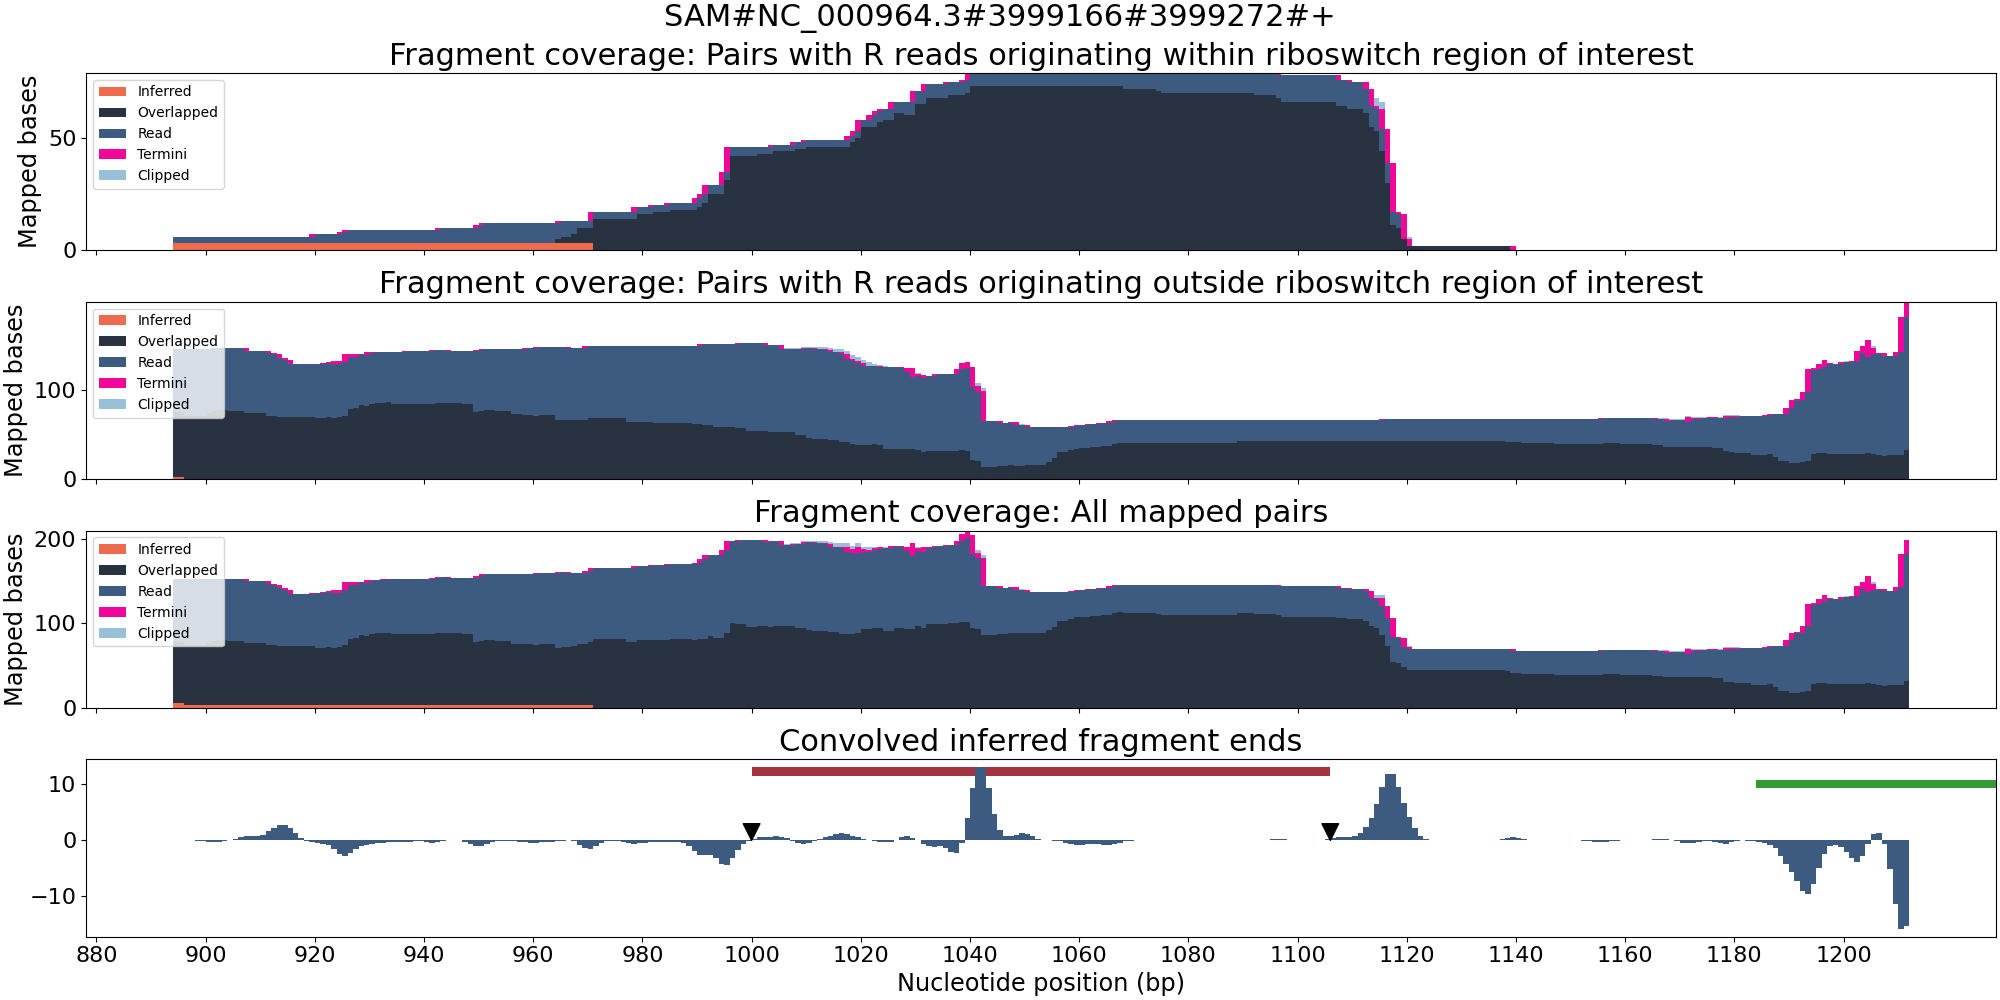 SAM#NC_000964.3#3999166#3999272#+
Fragment coverage: Pairs with R reads originating within riboswitch region of interest
Mapped bases
50
0
Inferred
Overlapped
Read
Termini
Clipped
Fragment coverage: Pairs with R reads originating outside riboswitch region of interest
Mapped bases
100
0
Inferred
Overlapped
Read
Termini
Clipped
Fragment coverage: All mapped pairs
Mapped bases
200
100
0
Inferred
Overlapped
Read
Termini
Clipped
Convolved inferred fragment ends
10
0
−10
880 900 920 940 960 980 1000 1020 1040 1060 1080 1100 1120 1140 1160 1180 1200
Nucleotide position (bp)